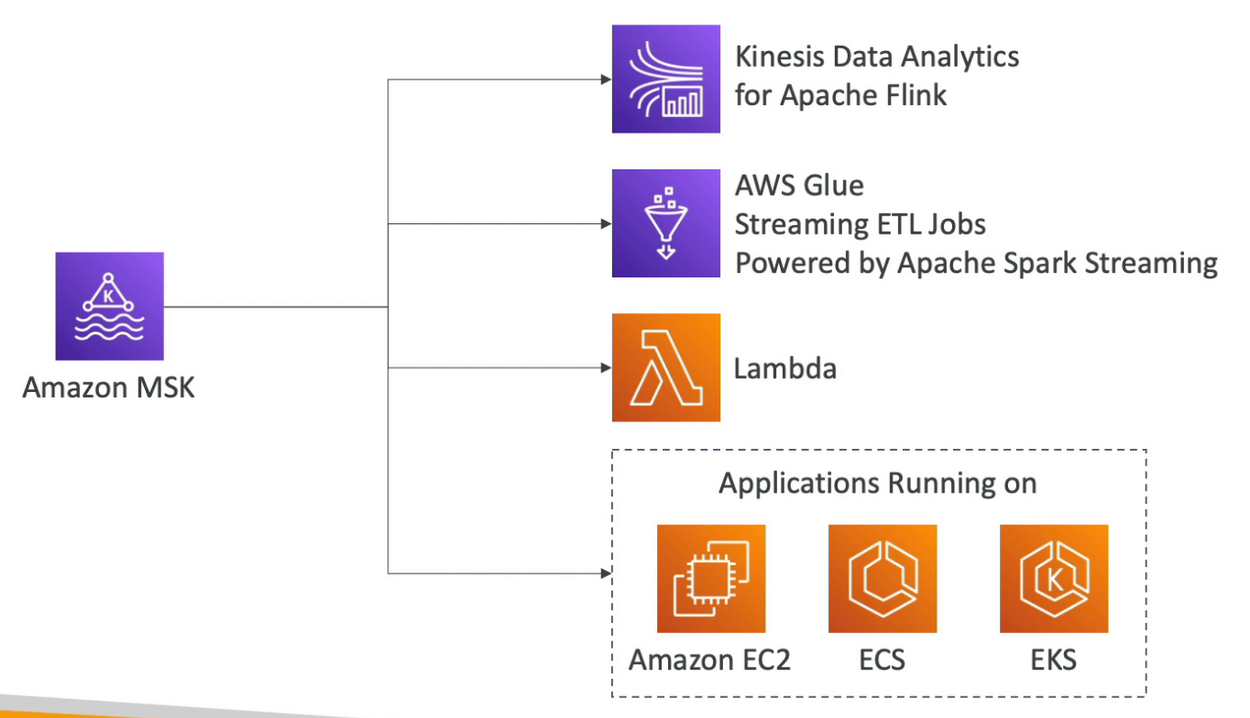 Kinesis Data Analytics
for Apache Flink
AWS Glue
Streaming ETL Jobs
Powered by Apache Spark Streaming
K
Amazon MSK
Lambda
Applications Running on
K
Amazon EC2
ECS
EKS